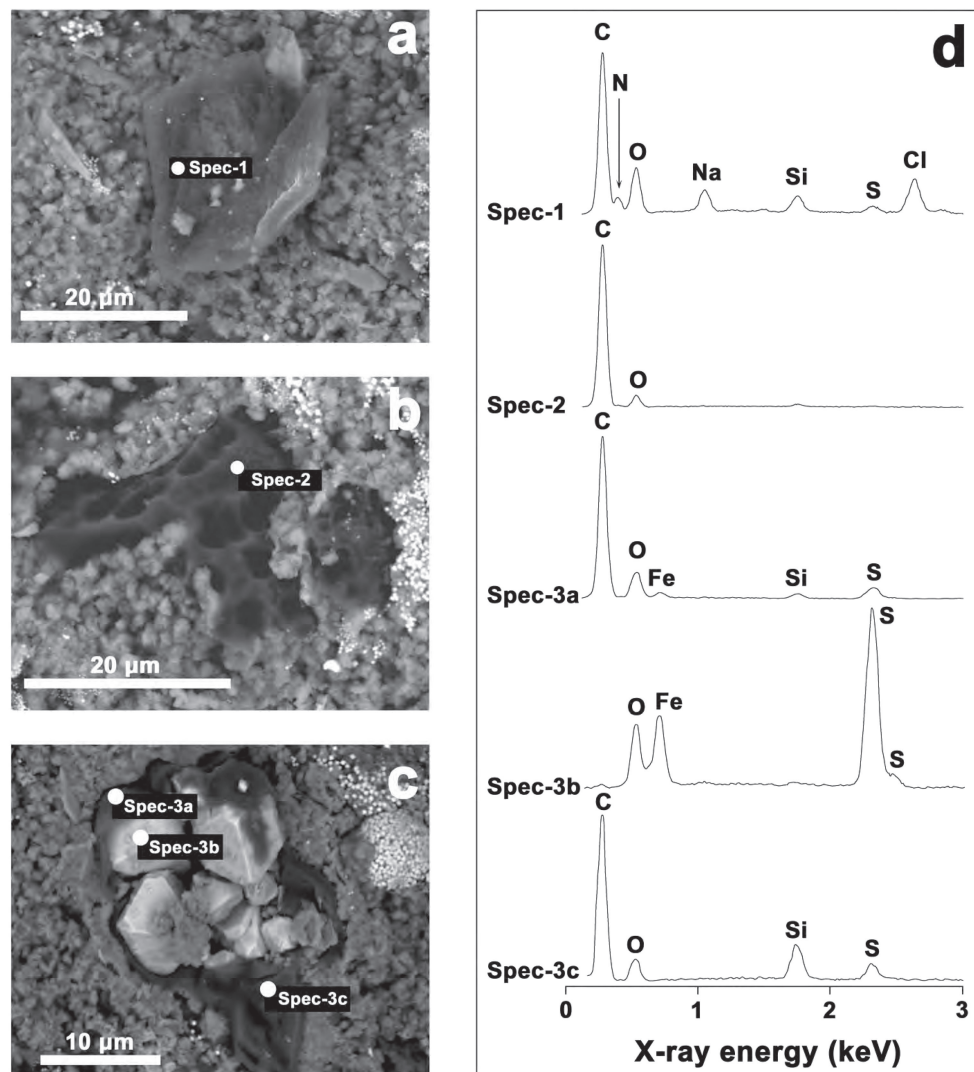 a
Spec-1
20 µm
b
Spec-2
20 µm
c
Spec-3a
Spec-3b
Spec-3c
10 µm
d
C
N
O
Na
Si
S
Cl
Spec-1
C
O
Spec-2
C
O
Fe
Si
S
Spec-3a
S
O
Fe
S
Spec-3b
C
O
Si
S
Spec-3c
0 1 2 3
X-ray energy (keV)